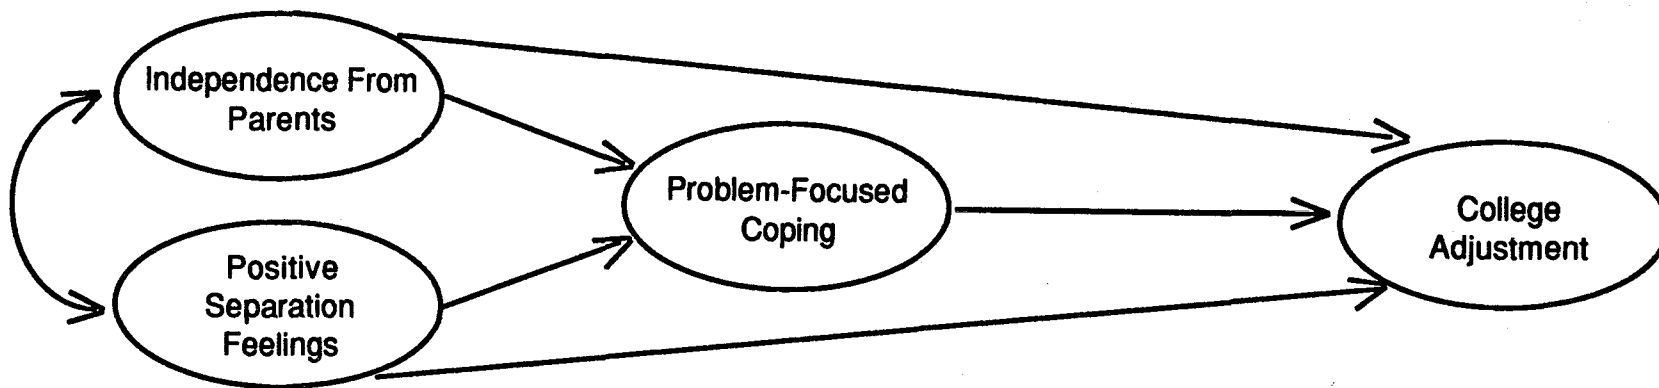 Independence From
Parents
Problem-Focused
Coping
College
Adjustment
Positive
Separation
Feelings